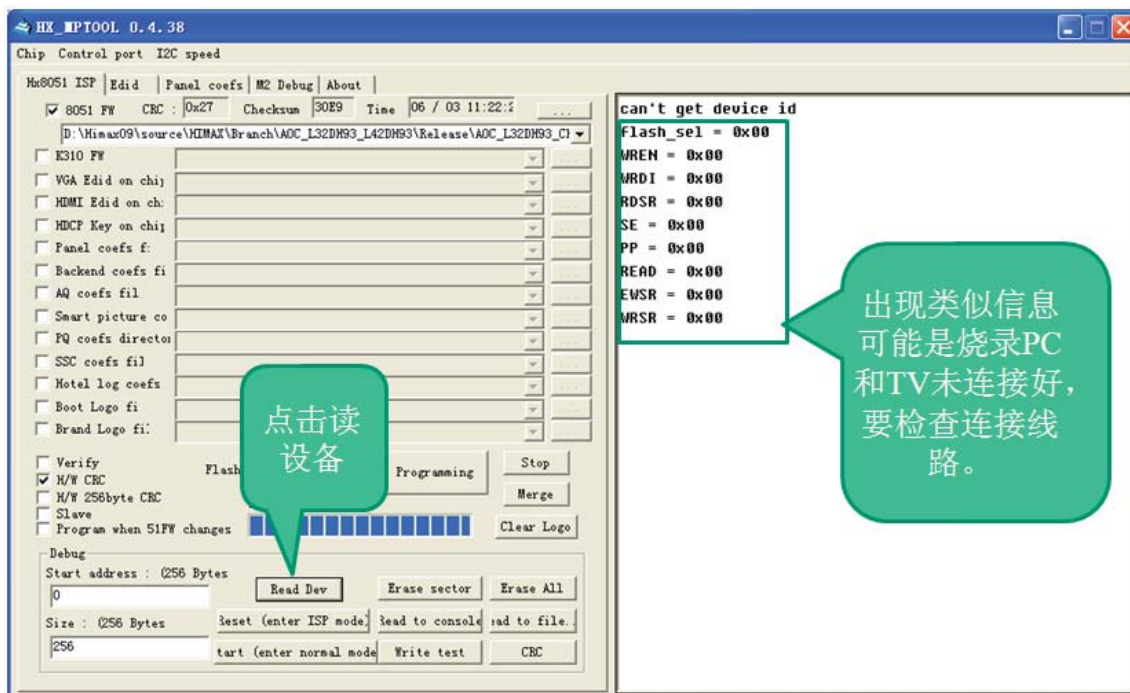 HX_MPTOOL 0.4.38
Chip Control port I2C speed
Hx8051 ISP Edid Panel coefs M2 Debug About
8051 FW CRC : 0x27 Checksum 30E9 Time 06 / 03 11:22:2 ...
D:\Himax09\source\HIMAX\Branch\AOC_L32DH93_L42DH93\Release\AOC_L32DH93_CH
K310 FW ...
VGA Edid on chip ...
HDMI Edid on ch: ...
HDCP Key on chip ...
Panel coefs f: ...
Backend coefs fi ...
AQ coefs fil ...
Smart picture co ...
PQ coefs director ...
SSC coefs fil ...
Hotel log coefs ...
Boot Logo fi ...
Brand Logo fi: ...
Verify
H/W CRC
H/W 256byte CRC
Slave
Program when 51FW changes
Flash
Programming
Stop
Merge
Clear Logo
Debug
Start address : (256 Bytes
0
Read Dev Erase sector Erase All
Size : (256 Bytes
256
Reset (enter ISP mode) Read to console ead to file..
tart (enter normal mode Write test CRC
点击读
设备
can't get device id
flash_sel = 0x00
WREN = 0x00
WRDI = 0x00
RDSR = 0x00
SE = 0x00
PP = 0x00
READ = 0x00
EWSR = 0x00
WRSR = 0x00
出现类似信息
可能是烧录PC
和TV未连接好，
要检查连接线
路。